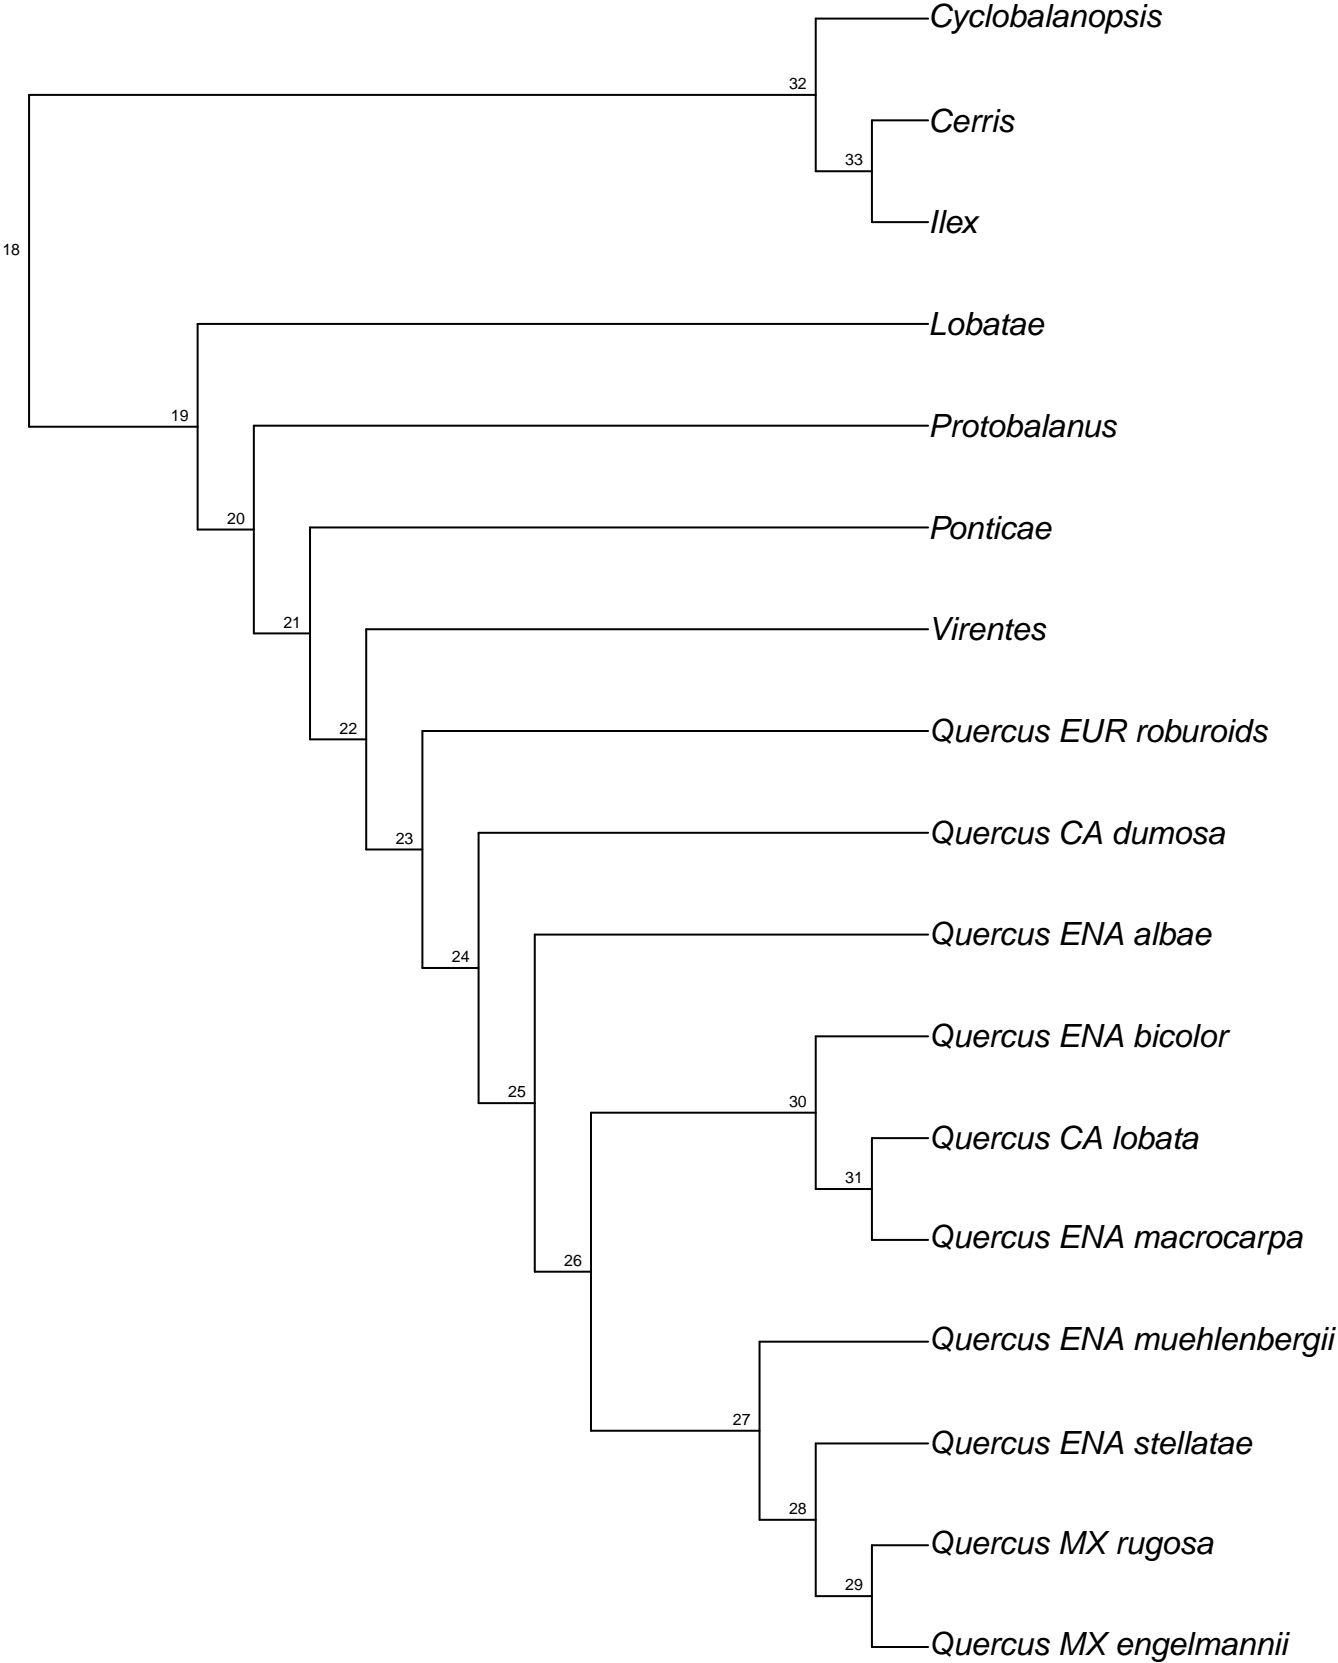 Cyclobalanopsis
32
Cerris
33
Ilex
18
Lobatae
19
Protobalanus
20
Ponticae
21
Virentes
22
Quercus EUR roburoids
23
Quercus CA dumosa
24
Quercus ENA albae
25
Quercus ENA bicolor
30
Quercus CA lobata
31
Quercus ENA macrocarpa
26
Quercus ENA muehlenbergii
27
Quercus ENA stellatae
28
Quercus MX rugosa
29
Quercus MX engelmannii